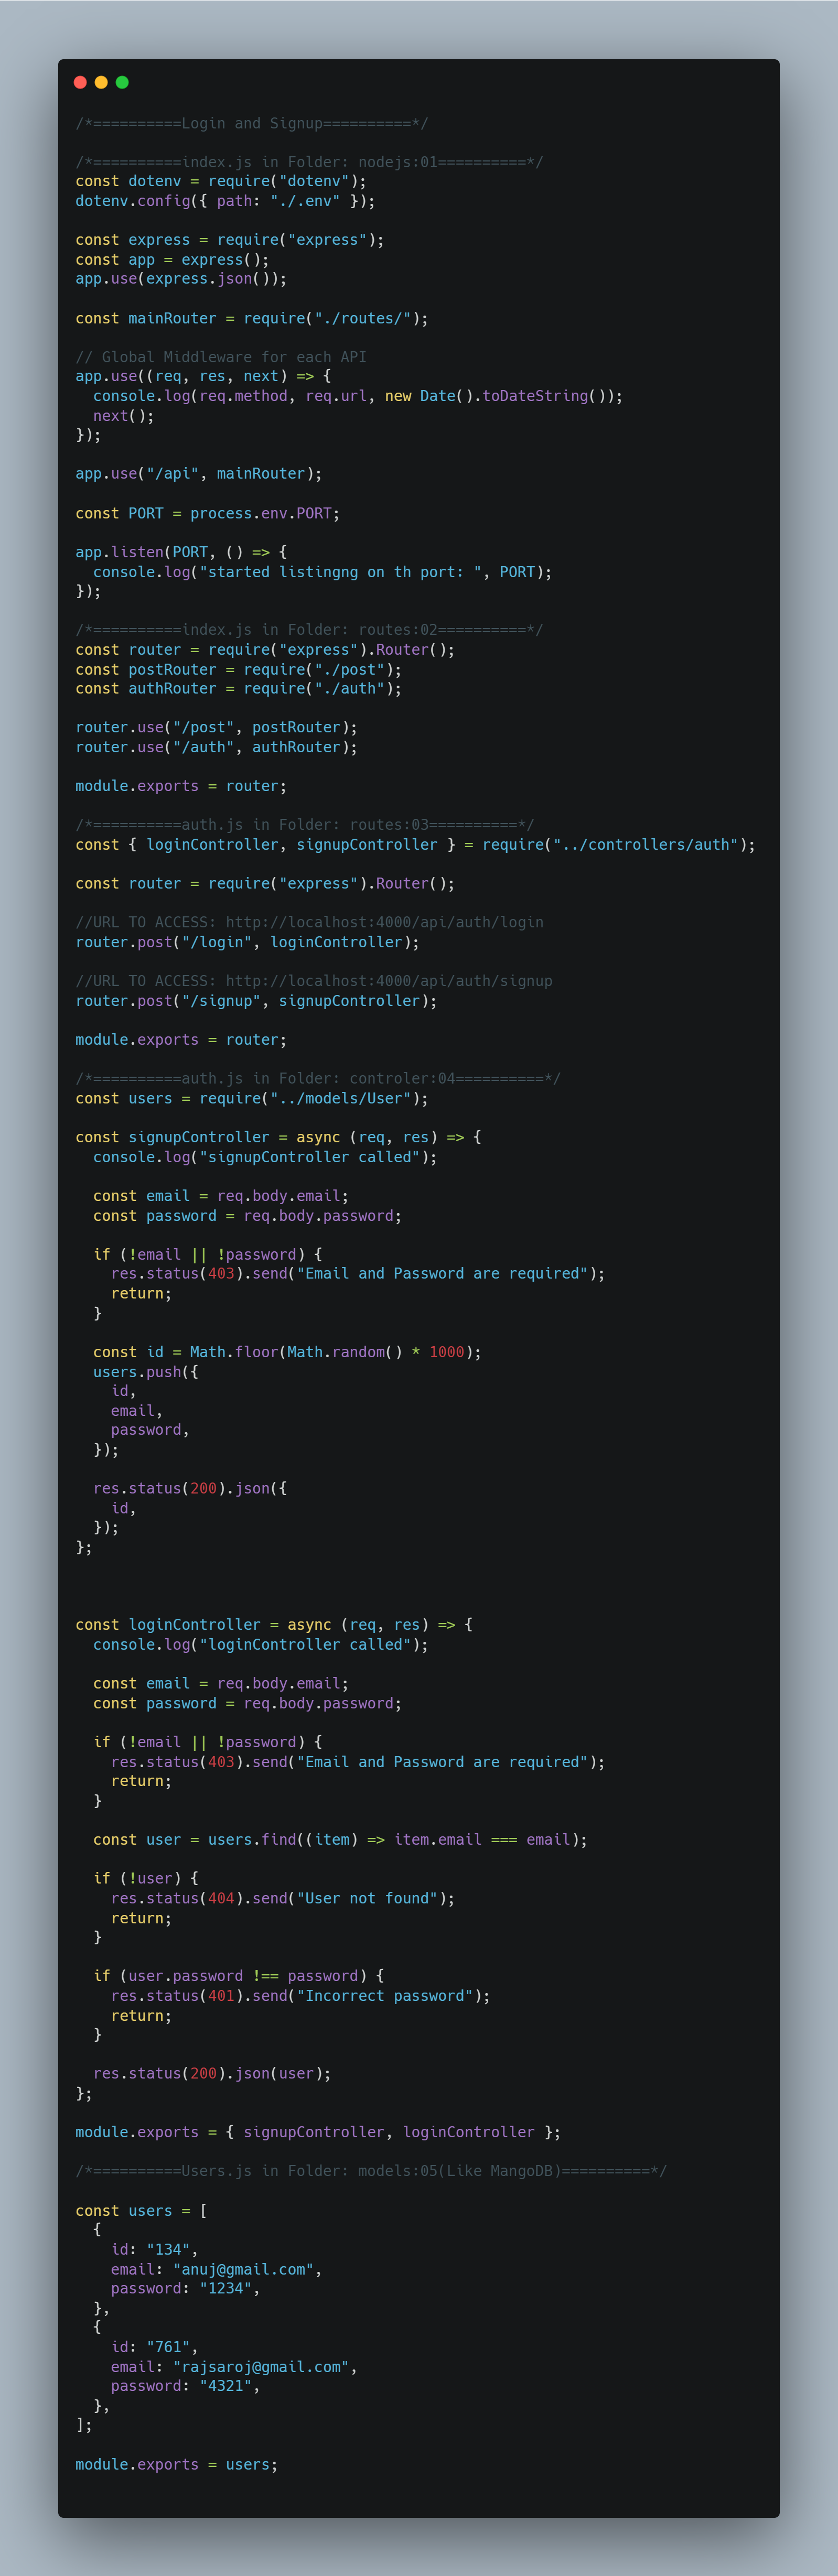 /*==========Login and Signup==========*/
/*==========index.js in Folder: nodejs:01==========*/
const dotenv = require("dotenv");
dotenv.config({ path: "./.env" });
const express = require("express");
const app = express();
app.use(express.json());
const mainRouter = require("./routes/");
// Global Middleware for each API
app.use((req, res, next) => {
  console.log(req.method, req.url, new Date().toDateString());
  next();
});
app.use("/api", mainRouter);
const PORT = process.env.PORT;
app.listen(PORT, () => {
  console.log("started listingng on th port: ", PORT);
});
/*==========index.js in Folder: routes:02==========*/
const router = require("express").Router();
const postRouter = require("./post");
const authRouter = require("./auth");
router.use("/post", postRouter);
router.use("/auth", authRouter);
module.exports = router;
/*==========auth.js in Folder: routes:03==========*/
const { loginController, signupController } = require("../controllers/auth");
const router = require("express").Router();
//URL TO ACCESS: http://localhost:4000/api/auth/login
router.post("/login", loginController);
//URL TO ACCESS: http://localhost:4000/api/auth/signup
router.post("/signup", signupController);
module.exports = router;
/*==========auth.js in Folder: controler:04==========*/
const users = require("../models/User");
const signupController = async (req, res) => {
  console.log("signupController called");
  const email = req.body.email;
  const password = req.body.password;
  if (!email || !password) {
    res.status(403).send("Email and Password are required");
    return;
  }
  const id = Math.floor(Math.random() * 1000);
  users.push({
    id,
    email,
    password,
  });
  res.status(200).json({
    id,
  });
};
const loginController = async (req, res) => {
  console.log("loginController called");
  const email = req.body.email;
  const password = req.body.password;
  if (!email || !password) {
    res.status(403).send("Email and Password are required");
    return;
  }
  const user = users.find((item) => item.email === email);
  if (!user) {
    res.status(404).send("User not found");
    return;
  }
  if (user.password !== password) {
    res.status(401).send("Incorrect password");
    return;
  }
  res.status(200).json(user);
};
module.exports = { signupController, loginController };
/*==========Users.js in Folder: models:05(Like MangoDB)==========*/
const users = [
  {
    id: "134",
    email: "anuj@gmail.com",
    password: "1234",
  },
  {
    id: "761",
    email: "rajsaroj@gmail.com",
    password: "4321",
  },
];
module.exports = users;